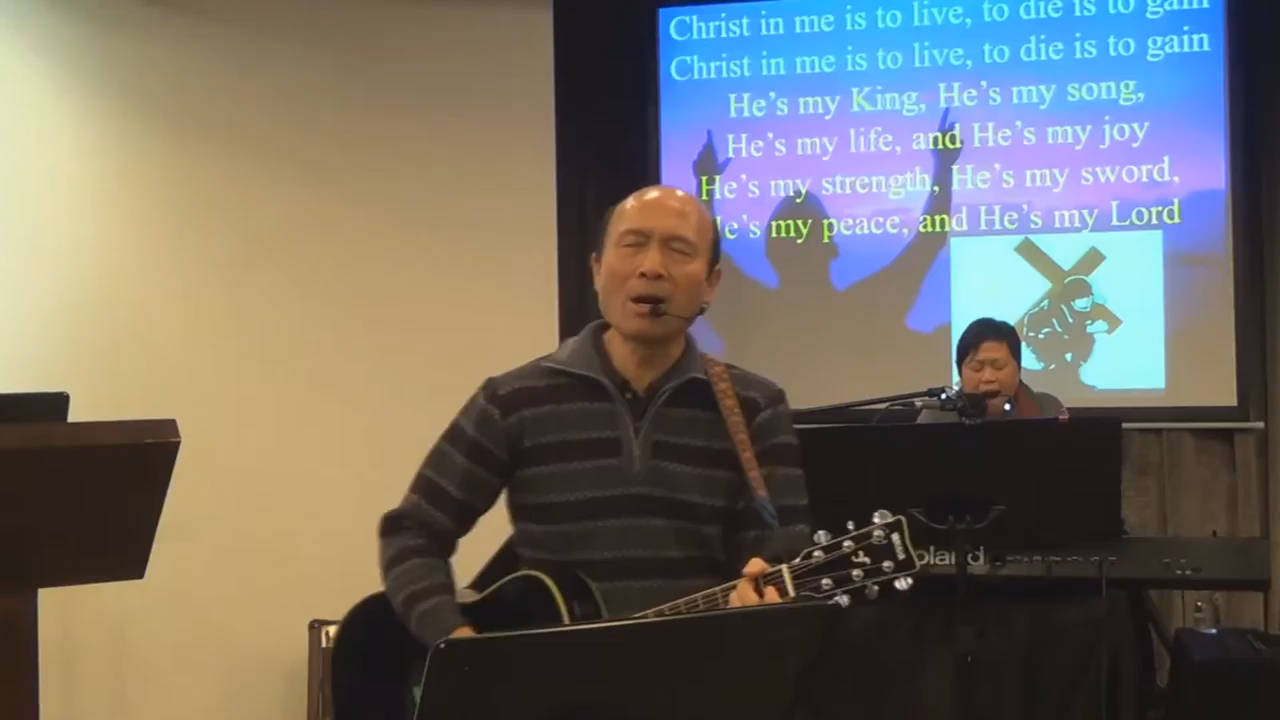 Christ in me is to live, to die is to gain
Christ in me is to live, to die is to gain
He's my King, He's my song,
He's my life, and He's my joy
He's my strength, He's my sword,
He's my peace, and He's my Lord
oland